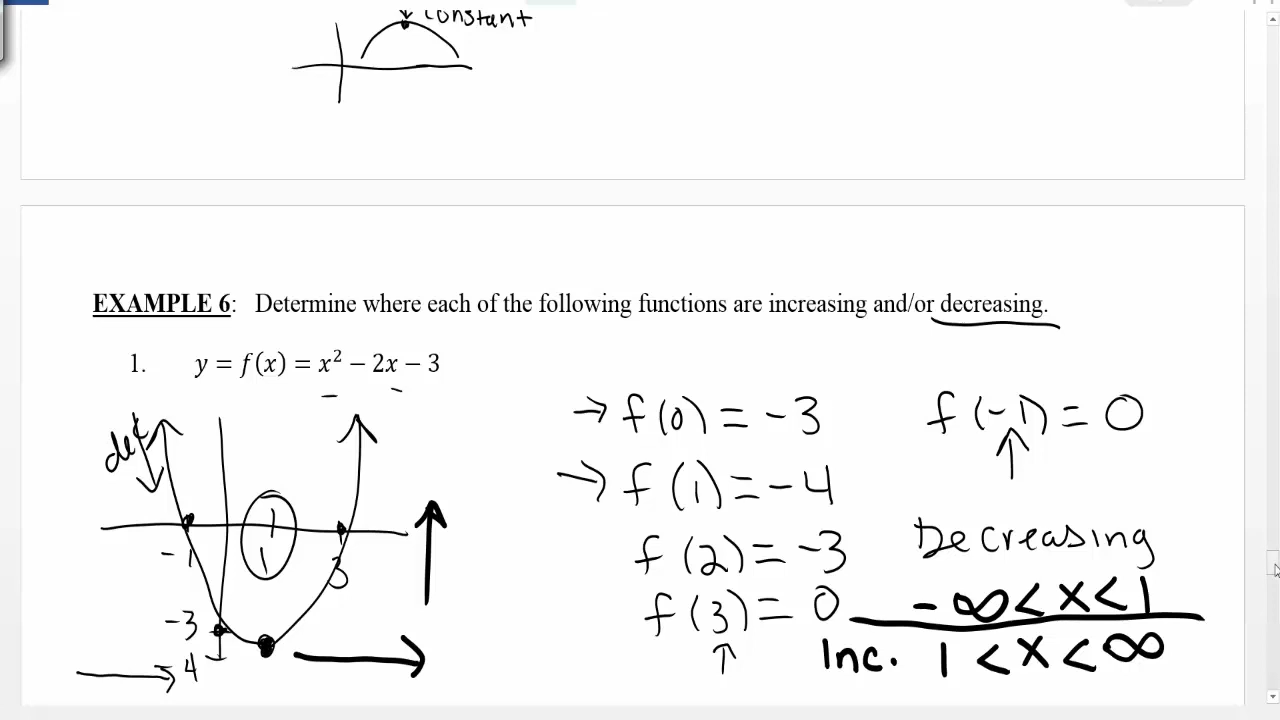 constant
EXAMPLE 6: Determine where each of the following functions are increasing and/or decreasing.
1. y = f(x) = x² − 2x − 3
dec
f(0) = -3
f(-1) = 0
f(1) = -4
f(2) = -3
f(3) = 0
Decreasing
-∞ < x < 1
Inc. 1 < x < ∞
-1
1
3
-3
4